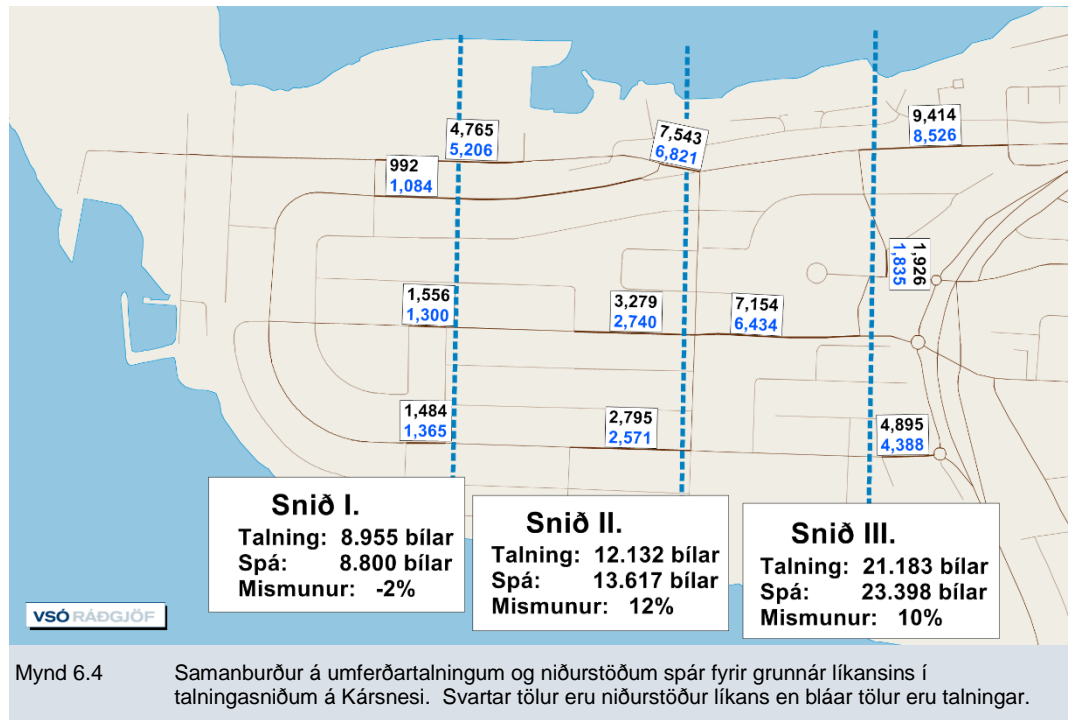 4,765
5,206
7,543
6,821
9,414
8,526
992
1,084
1,926
1,835
1,556
1,300
3,279
2,740
7,154
6,434
1,484
1,365
2,795
2,571
4,895
4,388
Snið I.
Talning: 8.955 bílar
Spá: 8.800 bílar
Mismunur: -2%
Snið II.
Talning: 12.132 bílar
Spá: 13.617 bílar
Mismunur: 12%
Snið III.
Talning: 21.183 bílar
Spá: 23.398 bílar
Mismunur: 10%
VSÓ RÁÐGJÖF
Mynd 6.4 Samanburður á umferðartalningum og niðurstöðum spár fyrir grunnár líkansins í
talningasniðum á Kársnesi. Svartar tölur eru niðurstöður líkans en bláar tölur eru talningar.